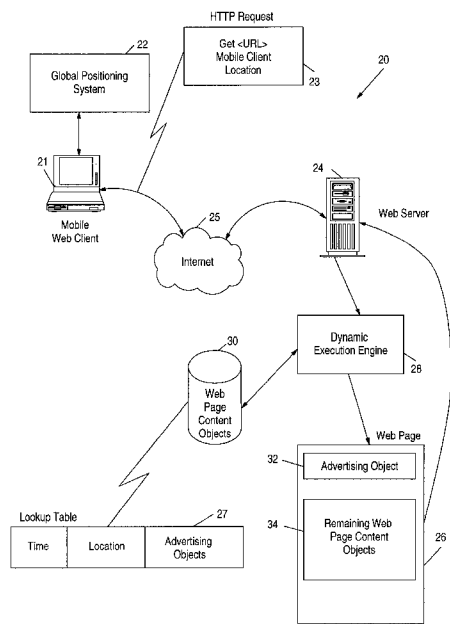 HTTP Request
22
Global Positioning
System
Get <URL>
Mobile Client
Location
23
20
21
Mobile
Web Client
24
Web Server
25
Internet
Dynamic
Execution Engine
28
30
Web
Page
Content
Objects
Web Page
32
Advertising Object
34
Remaining Web
Page Content
Objects
26
27
Lookup Table
Time
Location
Advertising
Objects